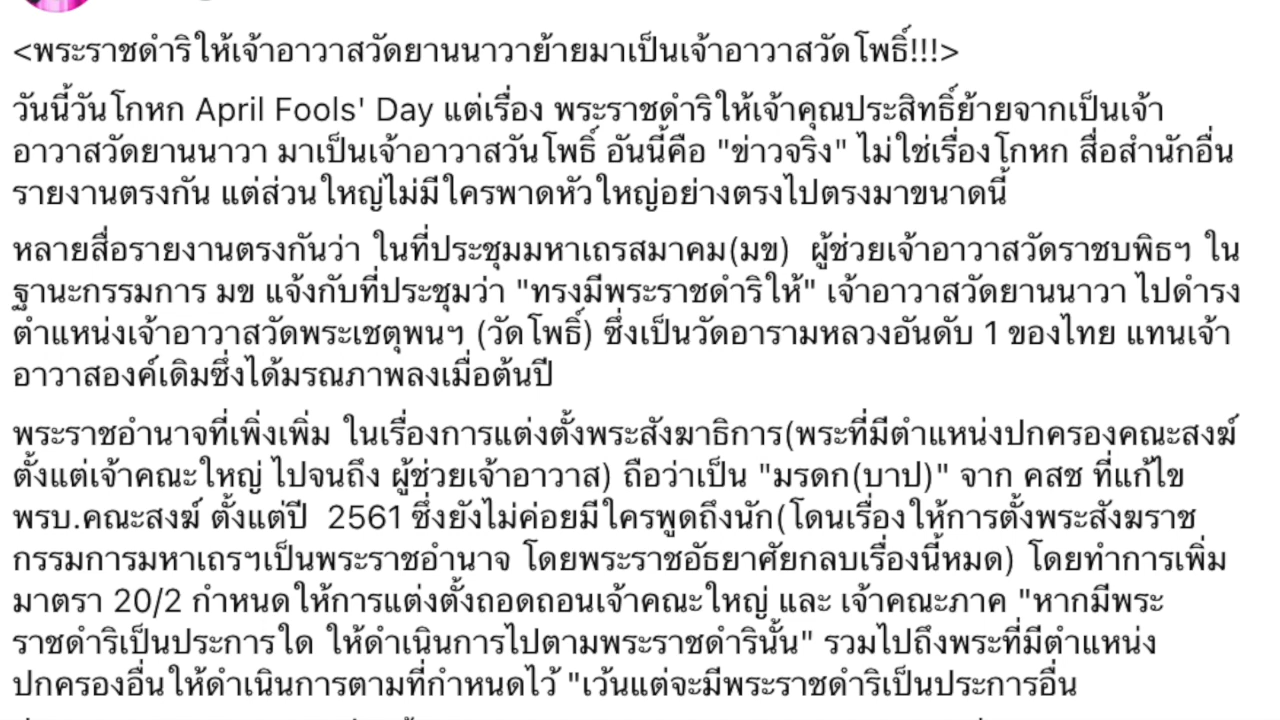 <พระราชดำริให้เจ้าอาวาสวัดยานนาวาย้ายมาเป็นเจ้าอาวาสวัดโพธิ์!!!>
วันนี้วันโกหก April Fools' Day แต่เรื่อง พระราชดำริให้เจ้าคุณประสิทธิ์ย้ายจากเป็นเจ้า
อาวาสวัดยานนาวา มาเป็นเจ้าอาวาสวันโพธิ์ อันนี้คือ "ข่าวจริง" ไม่ใช่เรื่องโกหก สื่อสำนักอื่น
รายงานตรงกัน แต่ส่วนใหญ่ไม่มีใครพาดหัวใหญ่อย่างตรงไปตรงมาขนาดนี้
หลายสื่อรายงานตรงกันว่า ในที่ประชุมมหาเถรสมาคม(มข)  ผู้ช่วยเจ้าอาวาสวัดราชบพิธฯ ใน
ฐานะกรรมการ มข แจ้งกับที่ประชุมว่า "ทรงมีพระราชดำริให้" เจ้าอาวาสวัดยานนาวา ไปดำรง
ตำแหน่งเจ้าอาวาสวัดพระเชตุพนฯ (วัดโพธิ์) ซึ่งเป็นวัดอารามหลวงอันดับ 1 ของไทย แทนเจ้า
อาวาสองค์เดิมซึ่งได้มรณภาพลงเมื่อต้นปี
พระราชอำนาจที่เพิ่งเพิ่ม ในเรื่องการแต่งตั้งพระสังฆาธิการ(พระที่มีตำแหน่งปกครองคณะสงฆ์
ตั้งแต่เจ้าคณะใหญ่ ไปจนถึง ผู้ช่วยเจ้าอาวาส) ถือว่าเป็น "มรดก(บาป)" จาก คสช ที่แก้ไข
พรบ.คณะสงฆ์ ตั้งแต่ปี  2561 ซึ่งยังไม่ค่อยมีใครพูดถึงนัก(โดนเรื่องให้การตั้งพระสังฆราช
กรรมการมหาเถรฯเป็นพระราชอำนาจ โดยพระราชอัธยาศัยกลบเรื่องนี้หมด) โดยทำการเพิ่ม
มาตรา 20/2 กำหนดให้การแต่งตั้งถอดถอนเจ้าคณะใหญ่ และ เจ้าคณะภาค "หากมีพระ
ราชดำริเป็นประการใด ให้ดำเนินการไปตามพระราชดำรินั้น" รวมไปถึงพระที่มีตำแหน่ง
ปกครองอื่นให้ดำเนินการตามที่กำหนดไว้ "เว้นแต่จะมีพระราชดำริเป็นประการอื่น